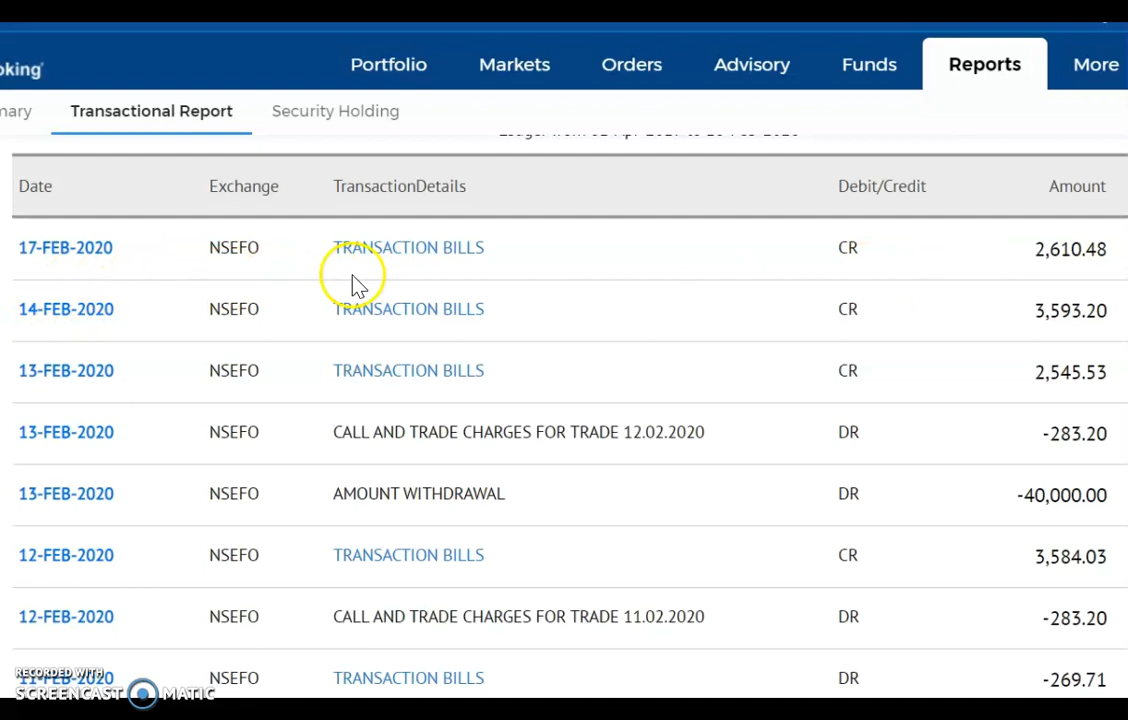 oking
Portfolio Markets Orders Advisory Funds Reports More
mary Transactional Report Security Holding
Date Exchange TransactionDetails Debit/Credit Amount
17-FEB-2020 NSEFO TRANSACTION BILLS CR 2,610.48
14-FEB-2020 NSEFO TRANSACTION BILLS CR 3,593.20
13-FEB-2020 NSEFO TRANSACTION BILLS CR 2,545.53
13-FEB-2020 NSEFO CALL AND TRADE CHARGES FOR TRADE 12.02.2020 DR -283.20
13-FEB-2020 NSEFO AMOUNT WITHDRAWAL DR -40,000.00
12-FEB-2020 NSEFO TRANSACTION BILLS CR 3,584.03
12-FEB-2020 NSEFO CALL AND TRADE CHARGES FOR TRADE 11.02.2020 DR -283.20
RECORDED WITH
11-FEB-2020 NSEFO TRANSACTION BILLS DR -269.71
SCREENCAST MATIC